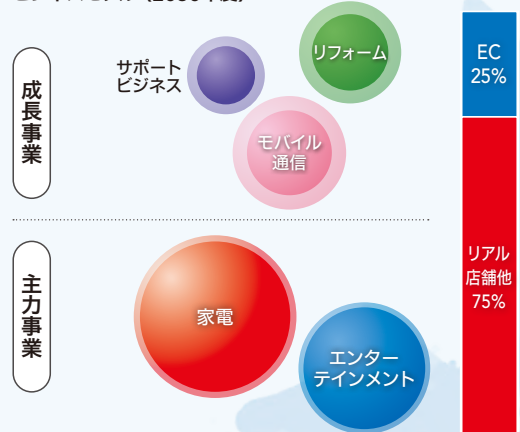 成長事業
サポート
ビジネス
リフォーム
モバイル
通信
主力事業
家電
エンター
テインメント
EC
25%
リアル
店舗他
75%